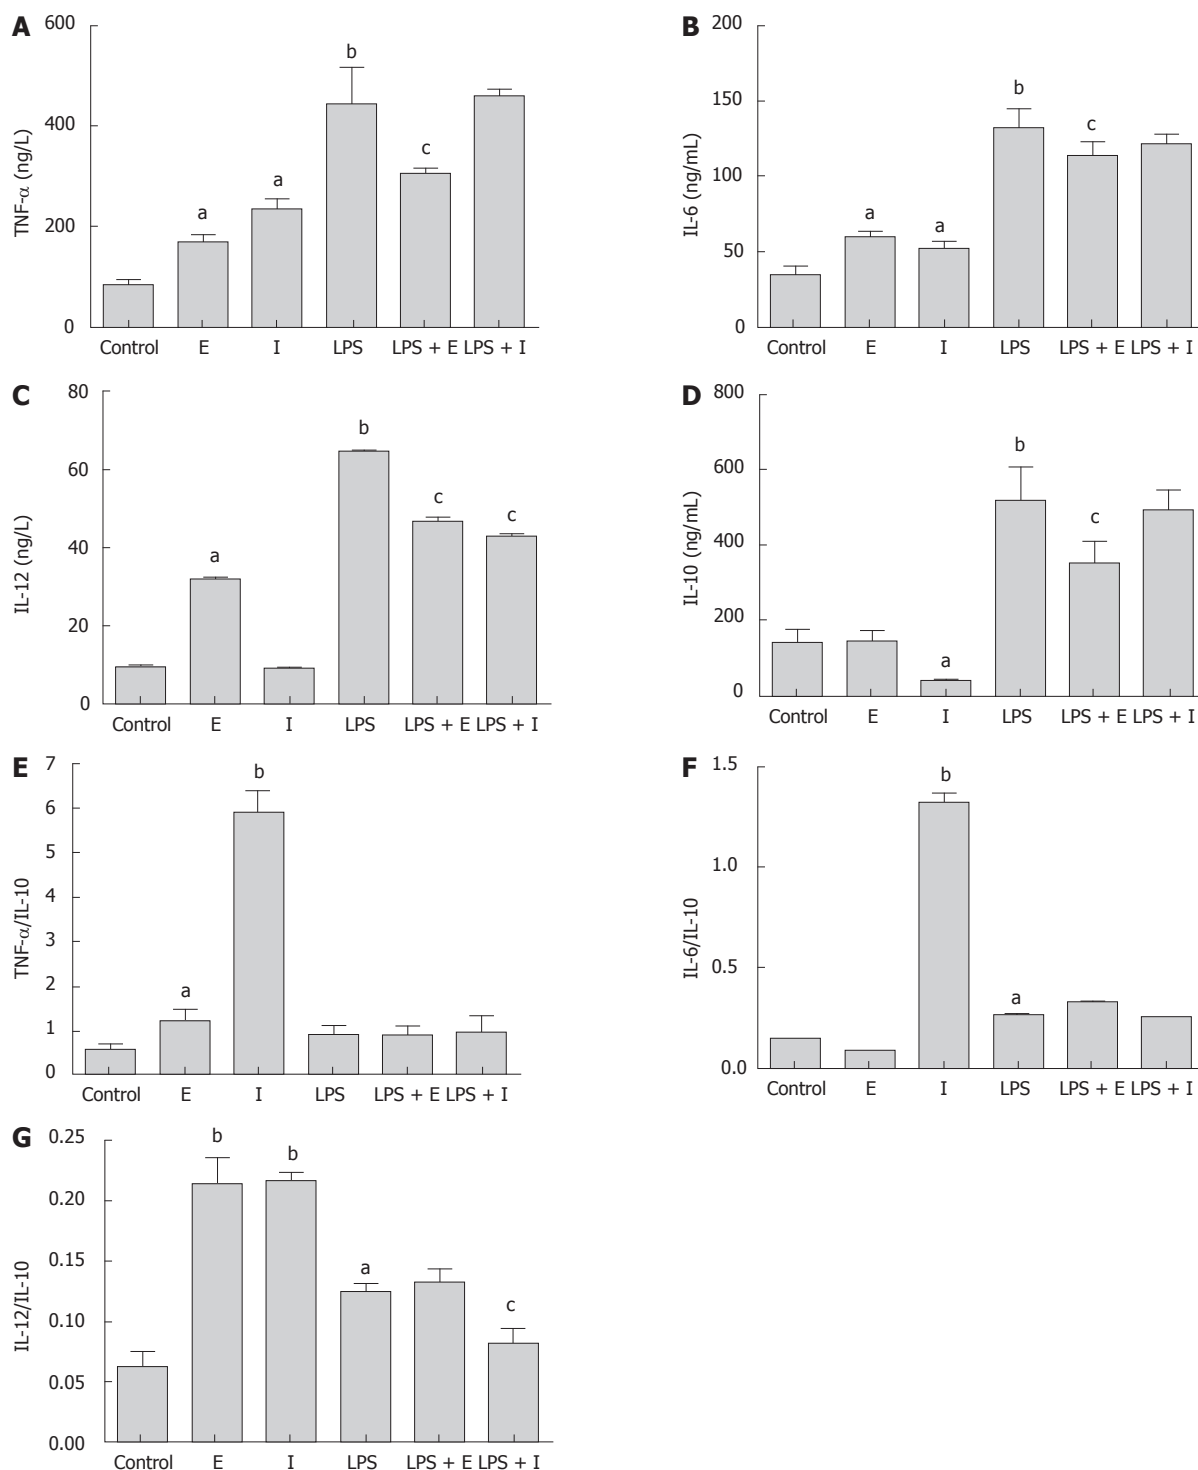 A
TNF-α (ng/L)
600
400
200
0
b
c
a
a
Control E I LPS LPS + E LPS + I
B
IL-6 (ng/mL)
200
150
100
50
0
b
c
a
a
Control E I LPS LPS + E LPS + I
C
IL-12 (ng/L)
80
60
40
20
0
b
c
c
a
Control E I LPS LPS + E LPS + I
D
IL-10 (ng/mL)
800
600
400
200
0
b
c
a
Control E I LPS LPS + E LPS + I
E
TNF-α/IL-10
7
6
5
4
3
2
1
0
b
a
Control E I LPS LPS + E LPS + I
F
IL-6/IL-10
1.5
1.0
0.5
0.0
b
a
Control E I LPS LPS + E LPS + I
G
IL-12/IL-10
0.25
0.20
0.15
0.10
0.05
0.00
b
b
a
c
Control E I LPS LPS + E LPS + I